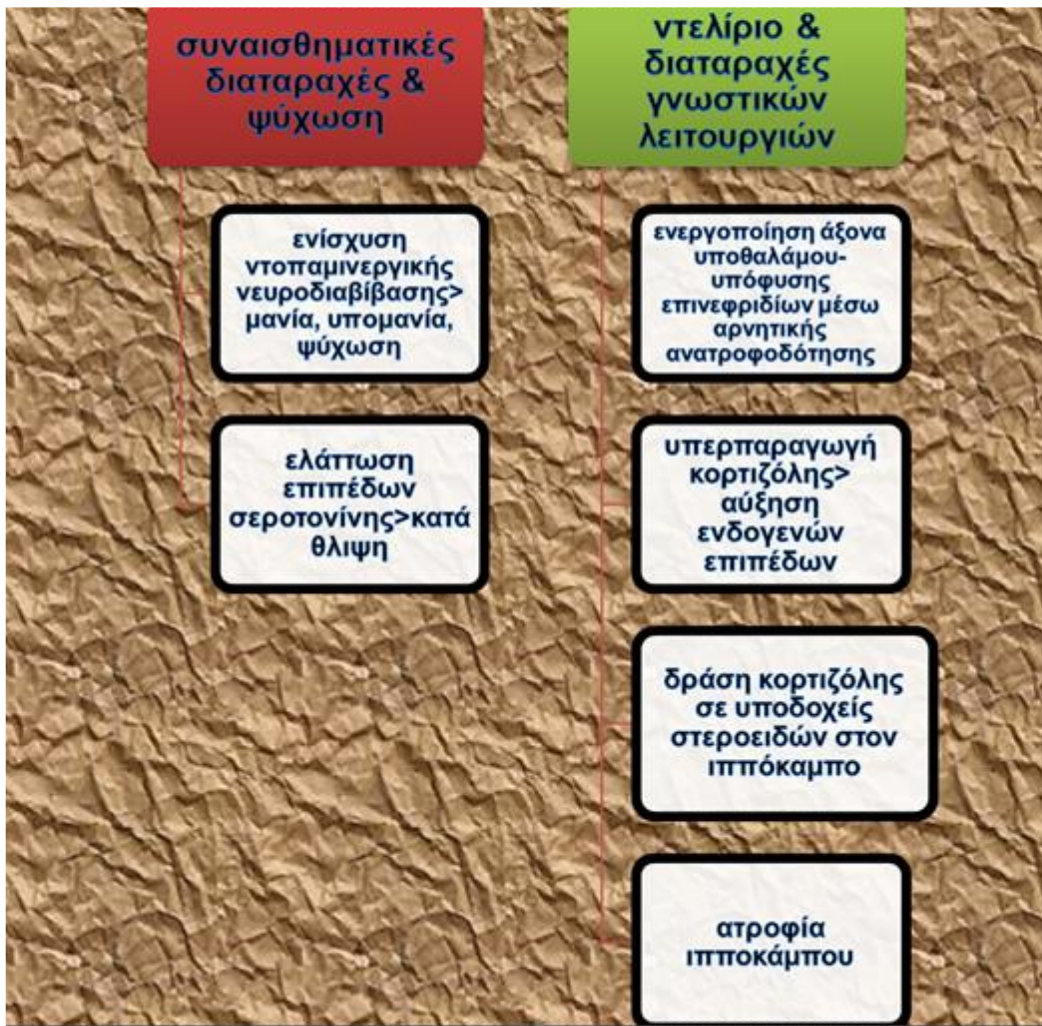 συναισθηματικές
διαταραχές &
ψύχωση
ενίσχυση
ντοπαμινεργικής
νευροδιαβίβασης>
μανία, υπομανία,
ψύχωση
ελάττωση
επιπέδων
σεροτονίνης>κατά
θλιψη
ντελίριο &
διαταραχές
γνωστικών
λειτουργιών
ενεργοποίηση άξονα
υποθαλάμου-
υπόφυσης
επινεφριδίων μέσω
αρνητικής
ανατροφοδότησης
υπερπαραγωγή
κορτιζόλης>
αύξηση
ενδογενών
επιπέδων
δράση κορτιζόλης
σε υποδοχείς
στεροειδών στον
ιππόκαμπο
ατροφία
ιπποκάμπου